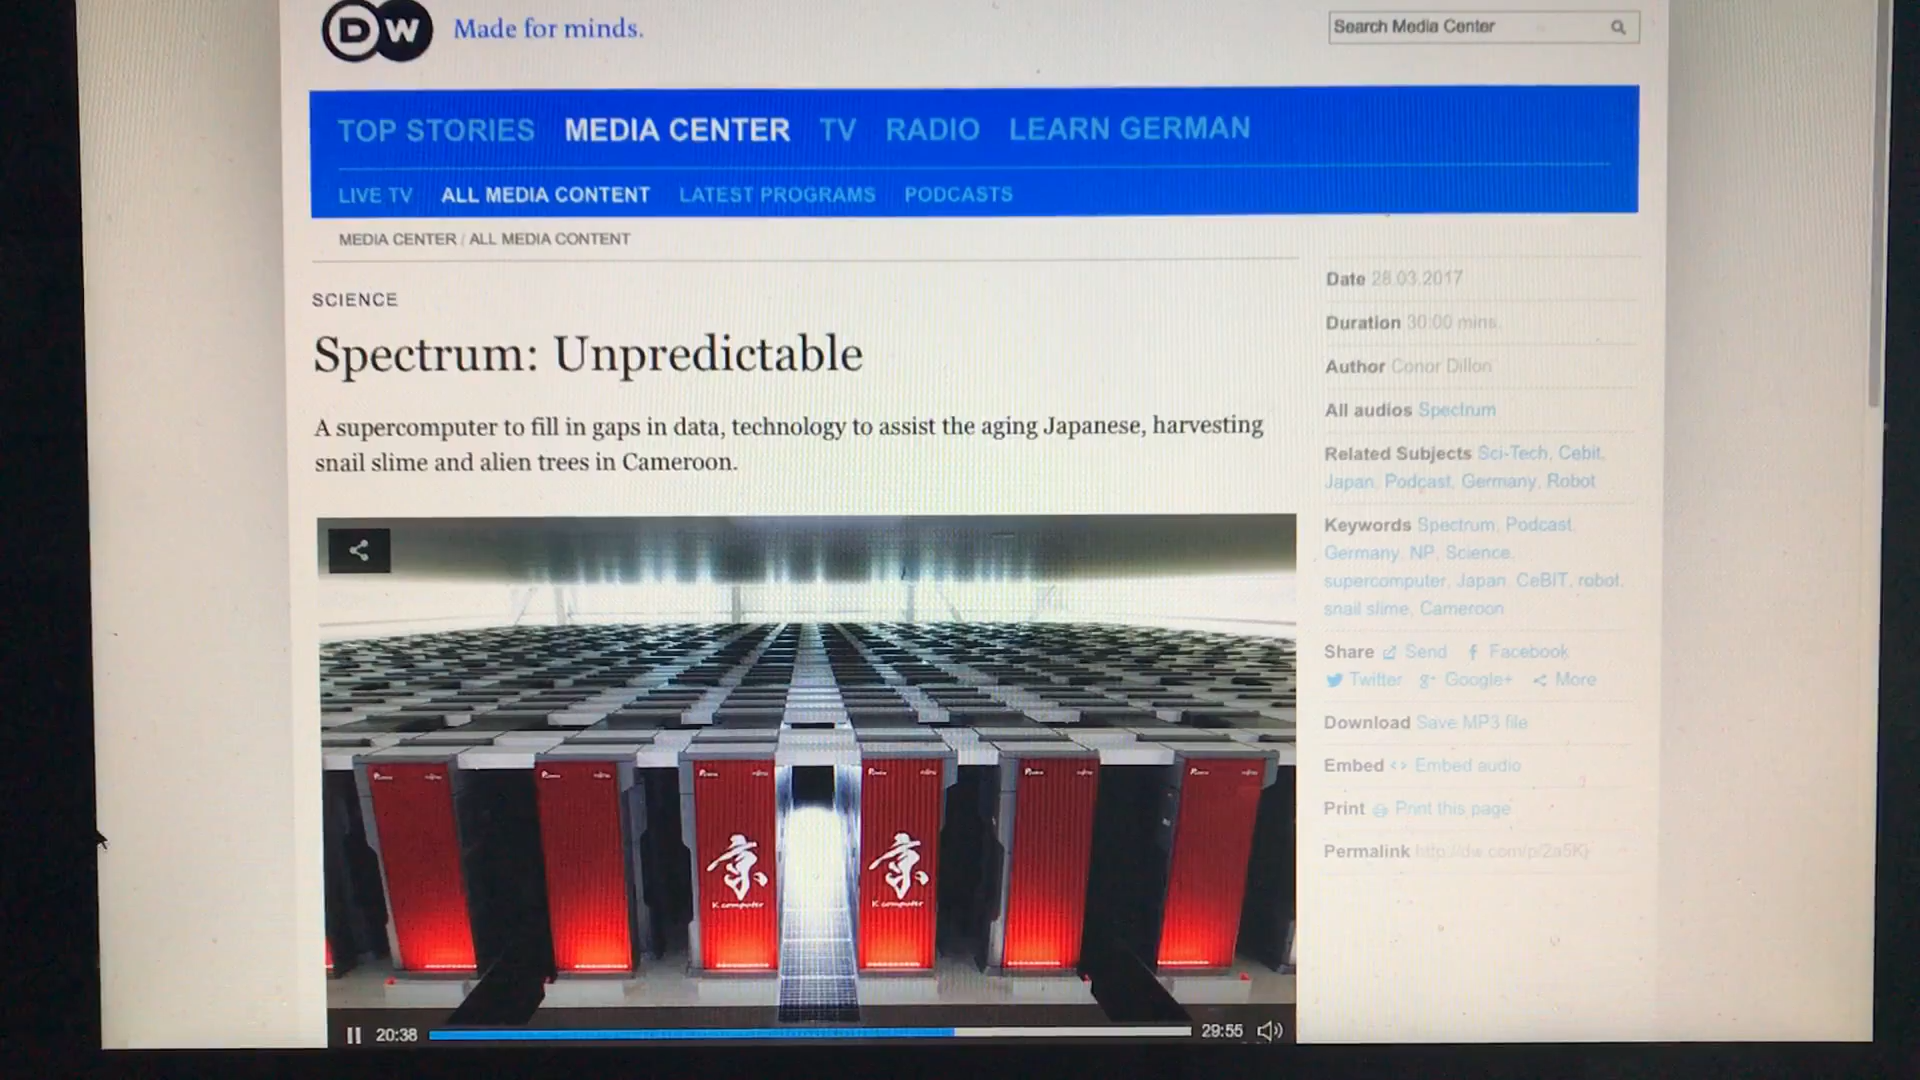 DW Made for minds.
Search Media Center
TOP STORIES MEDIA CENTER TV RADIO LEARN GERMAN
LIVE TV ALL MEDIA CONTENT LATEST PROGRAMS PODCASTS
MEDIA CENTER / ALL MEDIA CONTENT
SCIENCE
Spectrum: Unpredictable
A supercomputer to fill in gaps in data, technology to assist the aging Japanese, harvesting
snail slime and alien trees in Cameroon.
京 京
K computer K computer
20:38 29:55
Date 28.03.2017
Duration 30:00 mins.
Author Conor Dillon
All audios Spectrum
Related Subjects Sci-Tech, Cebit,
Japan, Podcast, Germany, Robot
Keywords Spectrum, Podcast,
Germany, NP, Science,
supercomputer, Japan, CeBIT, robot,
snail slime, Cameroon
Share Send Facebook
Twitter Google+ More
Download Save MP3 file
Embed Embed audio
Print Print this page
Permalink